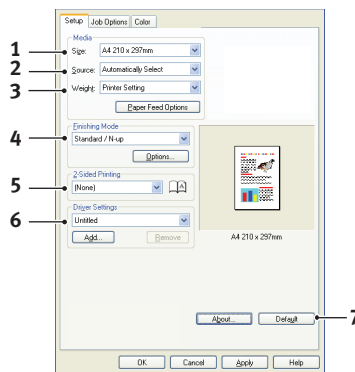 Setup Job Options Color
Media
1 Size: A4 210 x 297mm
2 Source: Automatically Select
3 Weight: Printer Setting
Paper Feed Options
Finishing Mode
4 Standard / N-up
Options...
2-Sided Printing
5 (None) A
Driver Settings
6 Untitled
Add... Remove
A4 210 x 297mm
About... Default 7
OK Cancel Apply Help